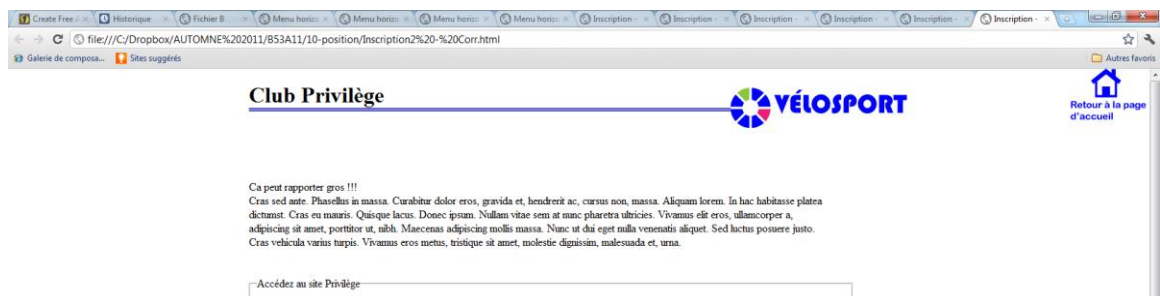 Create Free A
Historique
Fichier B
Menu horizo
Menu horizo
Menu horizo
Menu horizo
Inscription -
Inscription -
Inscription -
Inscription -
Inscription -
Inscription -
file:///C:/Dropbox/AUTOMNE%202011/B53A11/10-position/Inscription2%20-%20Corr.html
Galerie de composa...
Sites suggérés
Autres favoris
Club Privilège
VÉLOSPORT
Retour à la page
d'accueil
Ca peut rapporter gros !!!
Cras sed ante. Phasellus in massa. Curabitur dolor eros, gravida et, hendrerit ac, cursus non, massa. Aliquam lorem. In hac habitasse platea
dictumst. Cras eu mauris. Quisque lacus. Donec ipsum. Nullam vitae sem at nunc pharetra ultricies. Vivamus elit eros, ullamcorper a,
adipiscing sit amet, porttitor ut, nibh. Maecenas adipiscing mollis massa. Nunc ut dui eget nulla venenatis aliquet. Sed luctus posuere justo.
Cras vehicula varius turpis. Vivamus eros metus, tristique sit amet, molestie dignissim, malesuada et, urna.
Accédez au site Privilège